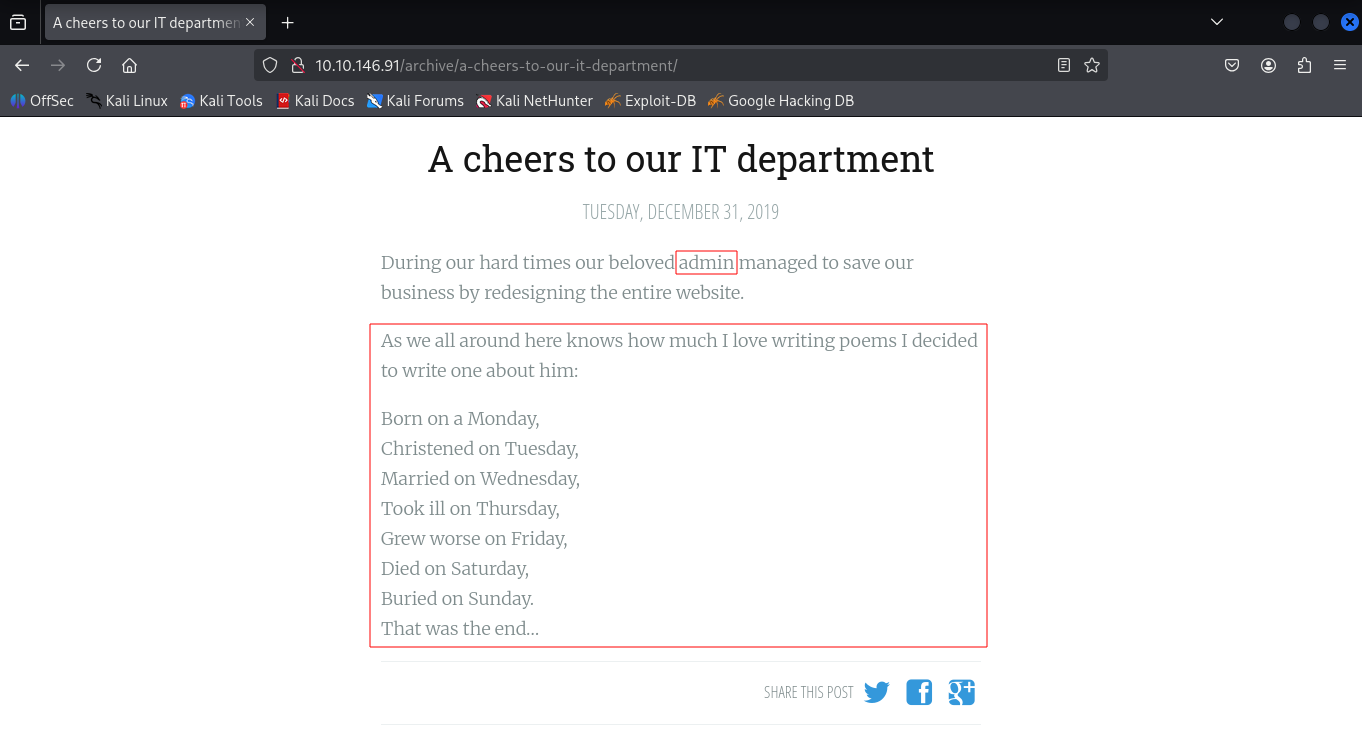 A cheers to our IT departmen
10.10.146.91/archive/a-cheers-to-our-it-department/
OffSec Kali Linux Kali Tools Kali Docs Kali Forums Kali NetHunter Exploit-DB Google Hacking DB
A cheers to our IT department
TUESDAY, DECEMBER 31, 2019
During our hard times our beloved admin managed to save our
business by redesigning the entire website.
As we all around here knows how much I love writing poems I decided
to write one about him:
Born on a Monday,
Christened on Tuesday,
Married on Wednesday,
Took ill on Thursday,
Grew worse on Friday,
Died on Saturday,
Buried on Sunday.
That was the end…
SHARE THIS POST